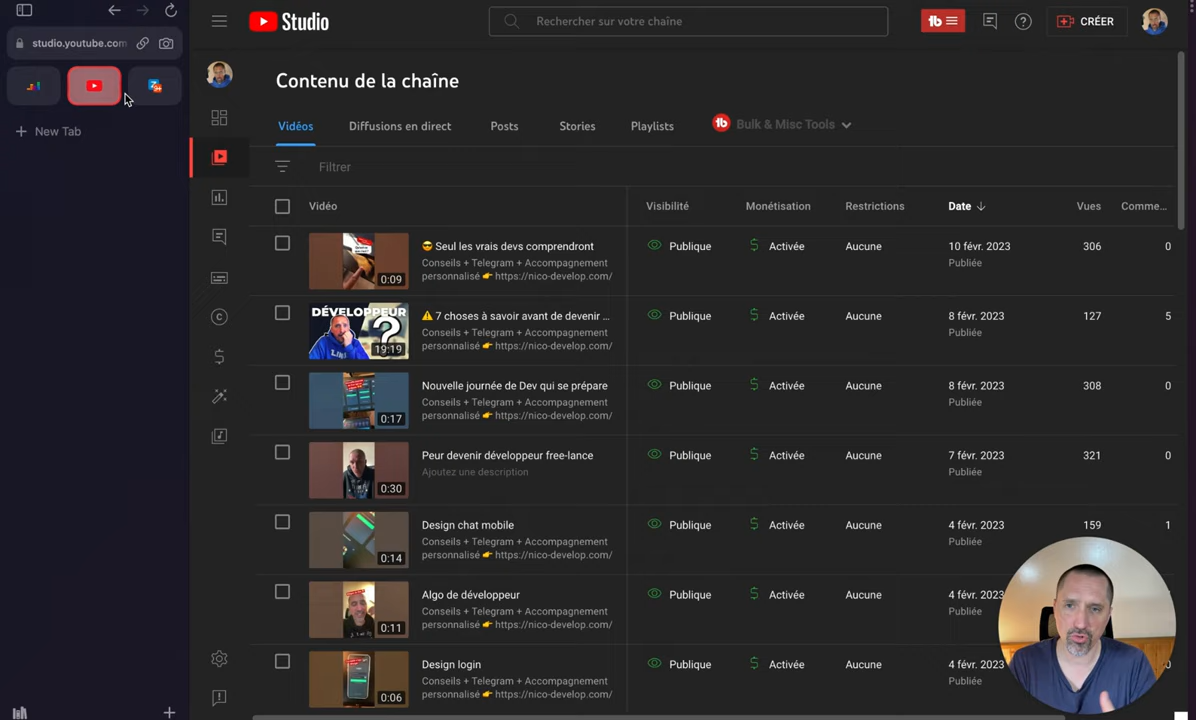 studio.youtube.com
Studio
Rechercher sur votre chaîne
tb
CRÉER
New Tab
Contenu de la chaîne
Vidéos
Diffusions en direct
Posts
Stories
Playlists
tb
Bulk & Misc Tools
Filtrer
Vidéo
Visibilité
Monétisation
Restrictions
Date
Vues
Comme...
0:09
😎 Seul les vrais devs comprendront
Conseils + Telegram + Accompagnement
personnalisé 👉 https://nico-develop.com/
Publique
Activée
Aucune
10 févr. 2023
Publiée
306
0
DÉVELOPPEUR
?
19:19
⚠️ 7 choses à savoir avant de devenir ...
Conseils + Telegram + Accompagnement
personnalisé 👉 https://nico-develop.com/
Publique
Activée
Aucune
8 févr. 2023
Publiée
127
5
0:17
Nouvelle journée de Dev qui se prépare
Conseils + Telegram + Accompagnement
personnalisé 👉 https://nico-develop.com/
Publique
Activée
Aucune
8 févr. 2023
Publiée
308
0
0:30
Peur devenir développeur free-lance
Ajoutez une description
Publique
Activée
Aucune
7 févr. 2023
Publiée
321
0
0:14
Design chat mobile
Conseils + Telegram + Accompagnement
personnalisé 👉 https://nico-develop.com/
Publique
Activée
Aucune
4 févr. 2023
Publiée
159
1
0:11
Algo de développeur
Conseils + Telegram + Accompagnement
personnalisé 👉 https://nico-develop.com/
Publique
Activée
Aucune
4 févr. 2023
Publiée
0:06
Design login
Conseils + Telegram + Accompagnement
personnalisé 👉 https://nico-develop.com/
Publique
Activée
Aucune
4 févr. 2023
Publiée